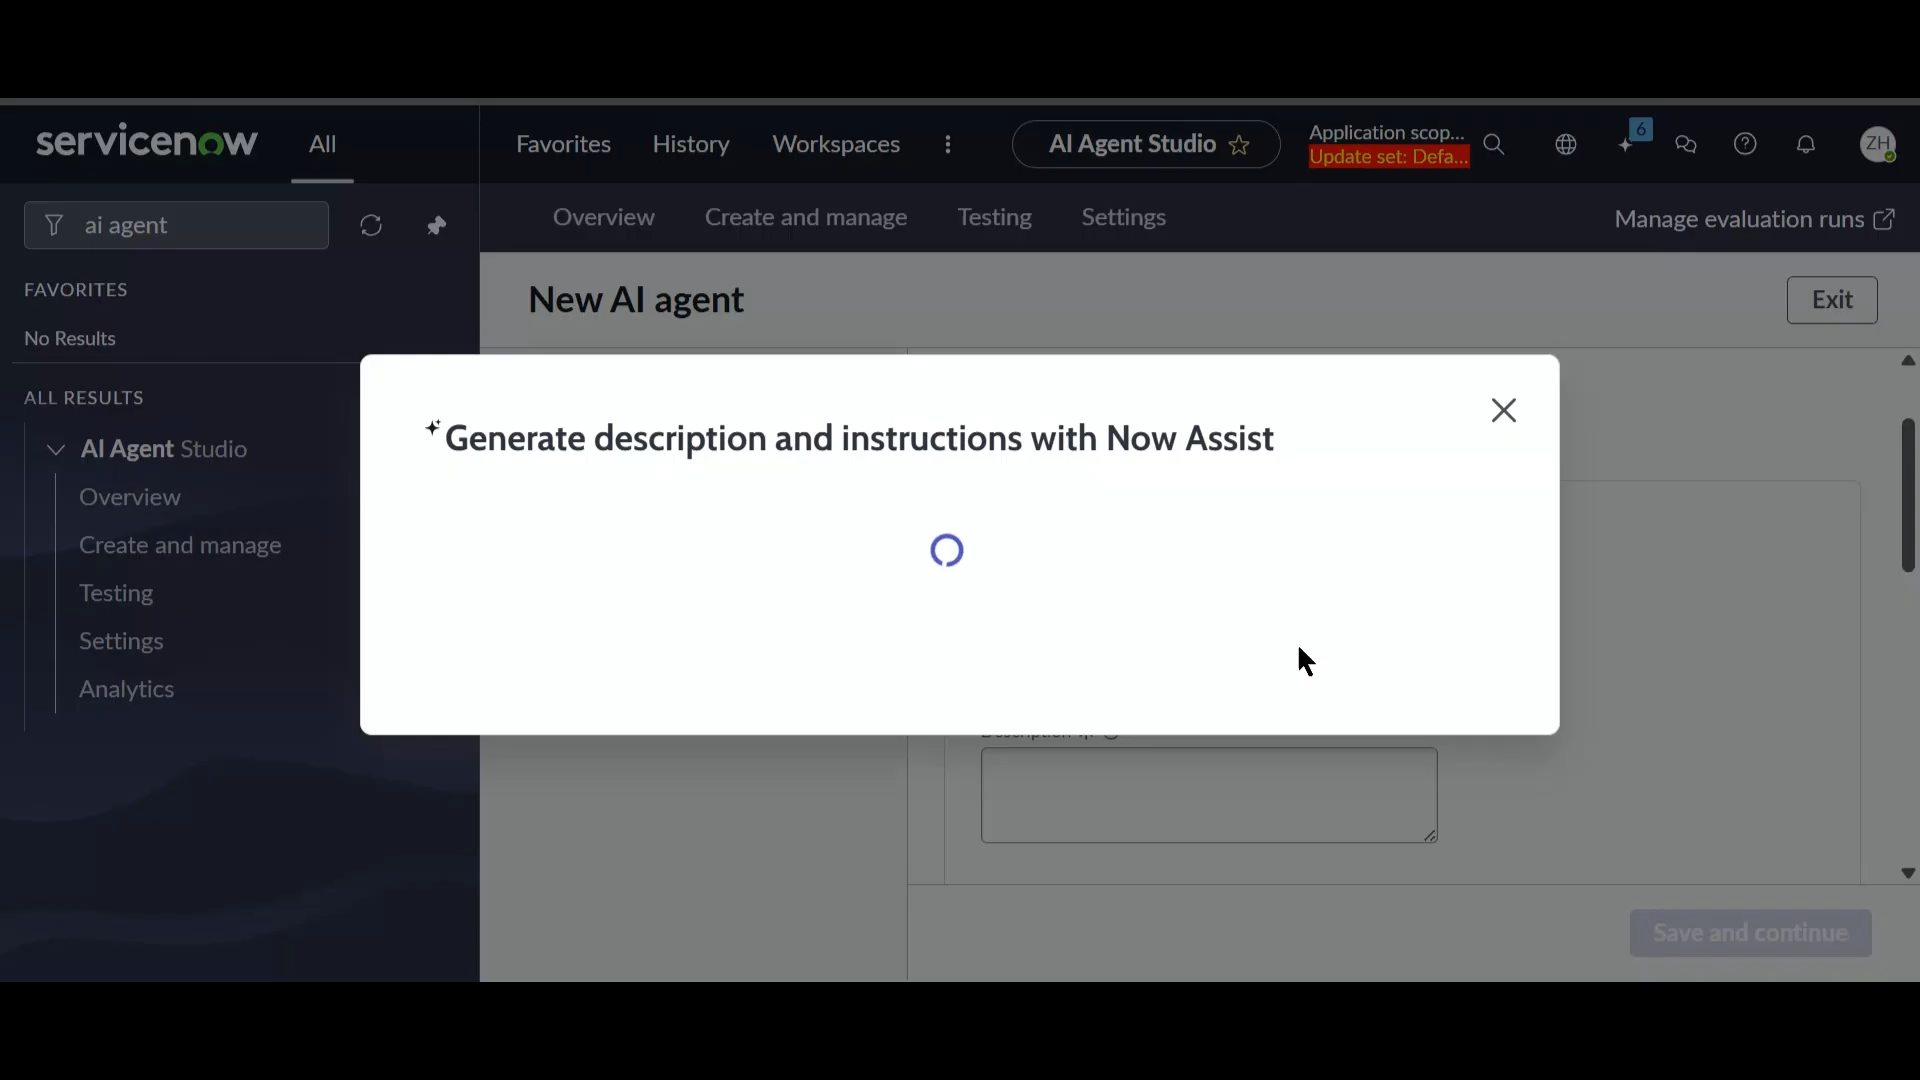 servicenow
All
Favorites
History
Workspaces
AI Agent Studio
Application scop...
Update set: Defa...
6
ZH
ai agent
Overview
Create and manage
Testing
Settings
Manage evaluation runs
FAVORITES
No Results
New AI agent
Exit
ALL RESULTS
AI Agent Studio
Overview
Create and manage
Testing
Settings
Analytics
Generate description and instructions with Now Assist
Description
Save and continue